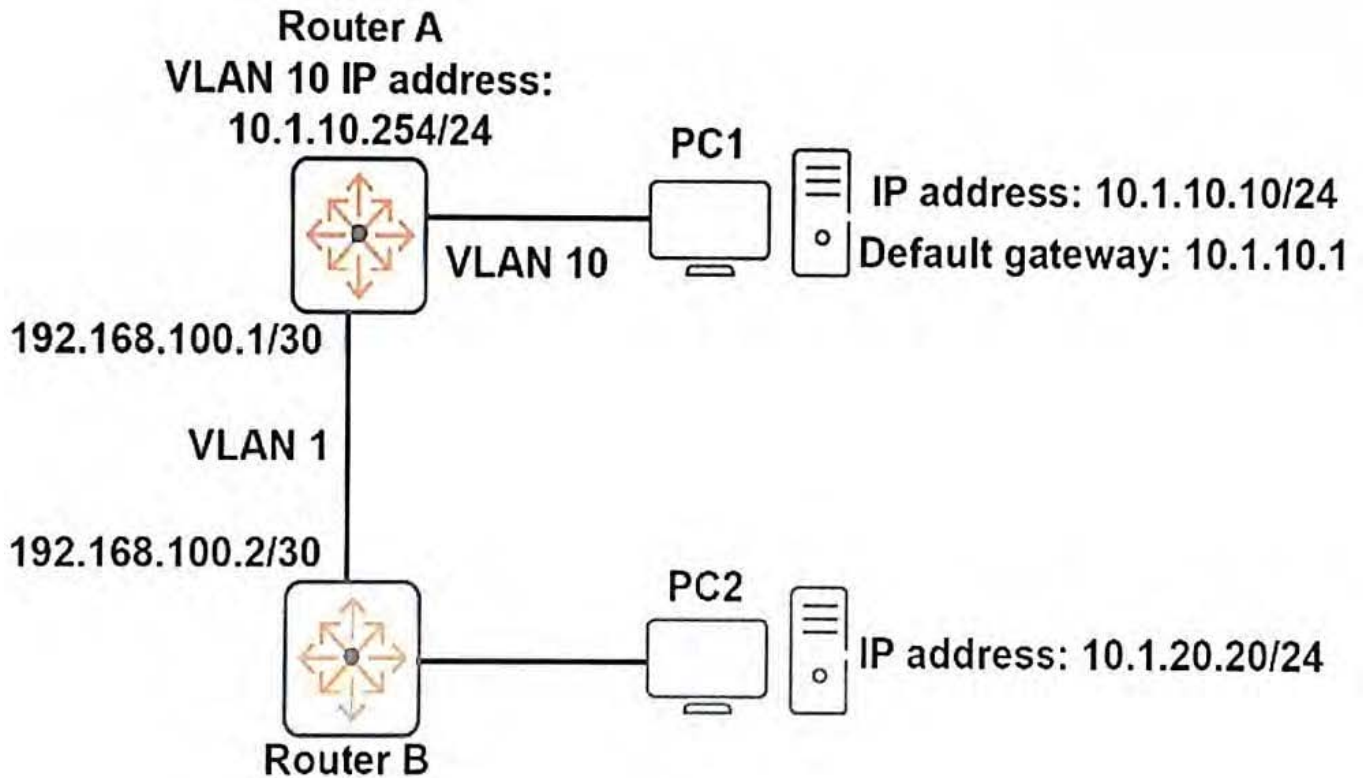 Router A
VLAN 10 IP address:
10.1.10.254/24
PC1
IP address: 10.1.10.10/24
Default gateway: 10.1.10.1
VLAN 10
192.168.100.1/30
VLAN 1
192.168.100.2/30
PC2
IP address: 10.1.20.20/24
Router B